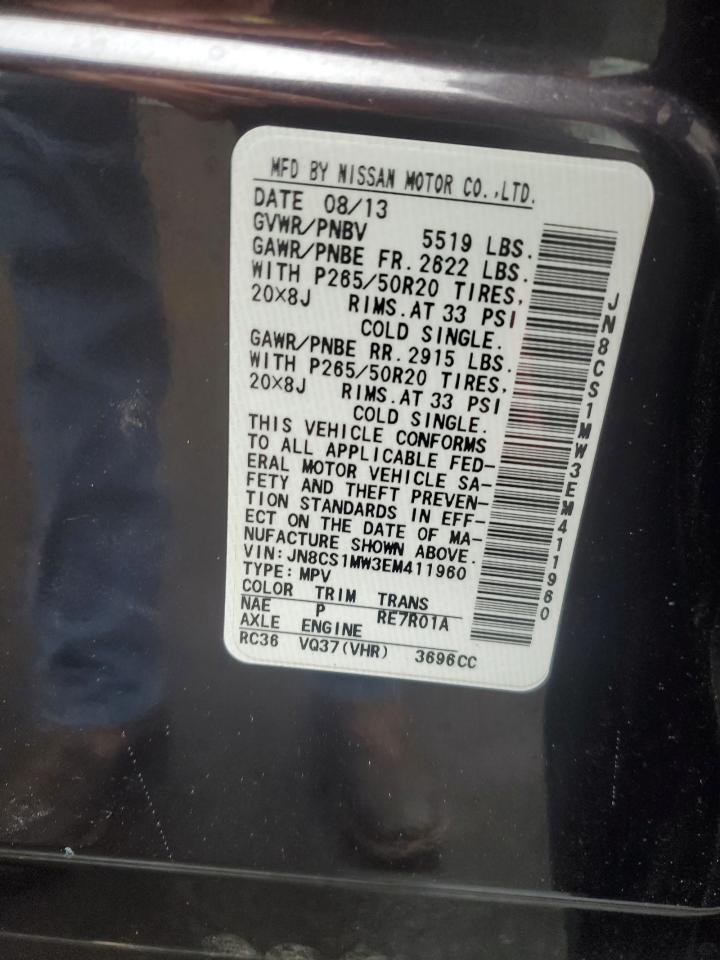 MFD BY NISSAN MOTOR CO.,LTD.
DATE 08/13
GVWR/PNBV 5519 LBS.
GAWR/PNBE FR. 2622 LBS.
WITH P265/50R20 TIRES,
20X8J RIMS. AT 33 PSI
COLD SINGLE.
GAWR/PNBE RR. 2915 LBS.
WITH P265/50R20 TIRES,
20X8J RIMS. AT 33 PSI
COLD SINGLE.
THIS VEHICLE CONFORMS
TO ALL APPLICABLE FED-
ERAL MOTOR VEHICLE SA-
FETY AND THEFT PREVEN-
TION STANDARDS IN EFF-
ECT ON THE DATE OF MA-
NUFACTURE SHOWN ABOVE.
VIN: JN8CS1MW3EM411960
TYPE: MPV
COLOR TRIM TRANS
NAE P RE7R01A
AXLE ENGINE
RC36 VQ37(VHR) 3696CC
JN8CS1MW3EM411960